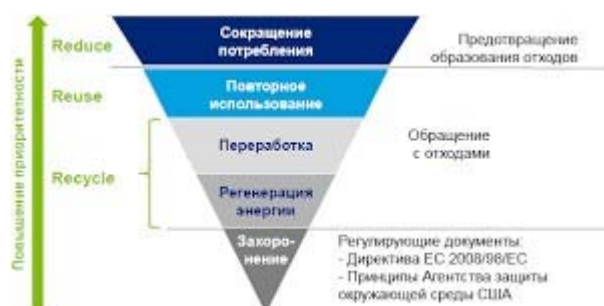 Повышение приоритетности
Reduce
Сокращение
потребления
Предотвращение
образования отходов
Reuse
Повторное
использование
Recycle
Переработка
Обращение
с отходами
Регенерация
энергии
Захоро-
нение
Регулирующие документы:
- Директива ЕС 2008/98/ЕС
- Принципы Агентства защиты
окружающей среды США